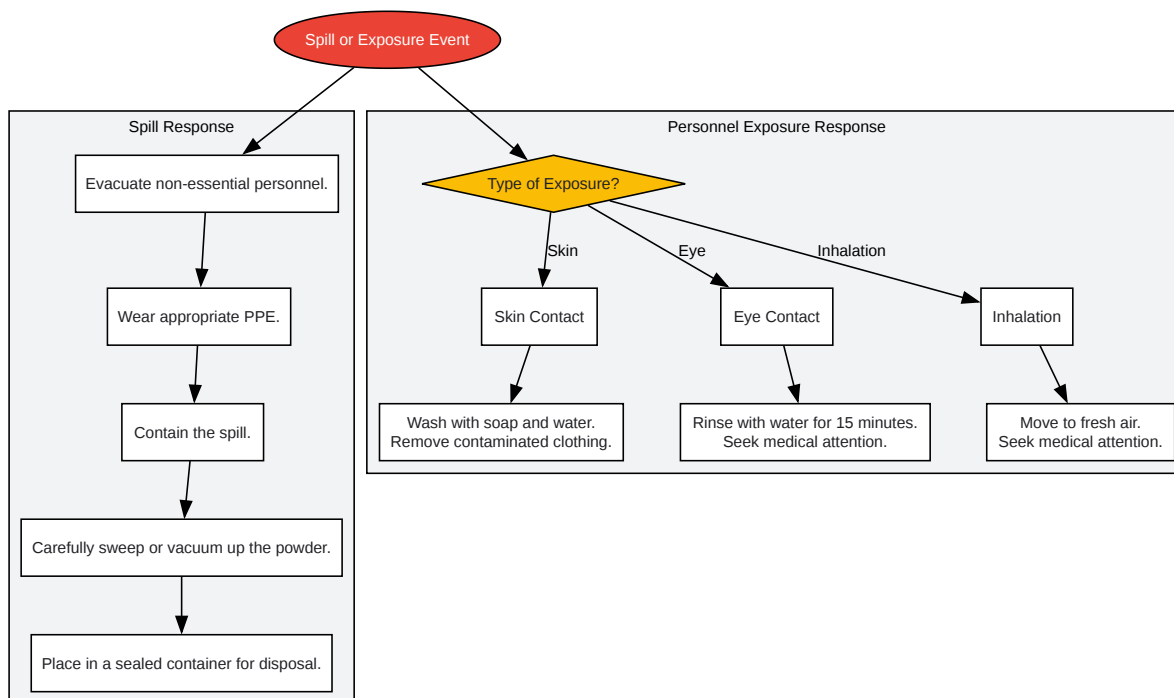 Spill or Exposure Event
Spill Response
Evacuate non-essential personnel.
Wear appropriate PPE.
Contain the spill.
Carefully sweep or vacuum up the powder.
Place in a sealed container for disposal.
Personnel Exposure Response
Type of Exposure?
Skin
Eye
Inhalation
Skin Contact
Eye Contact
Inhalation
Wash with soap and water.
Remove contaminated clothing.
Rinse with water for 15 minutes.
Seek medical attention.
Move to fresh air.
Seek medical attention.